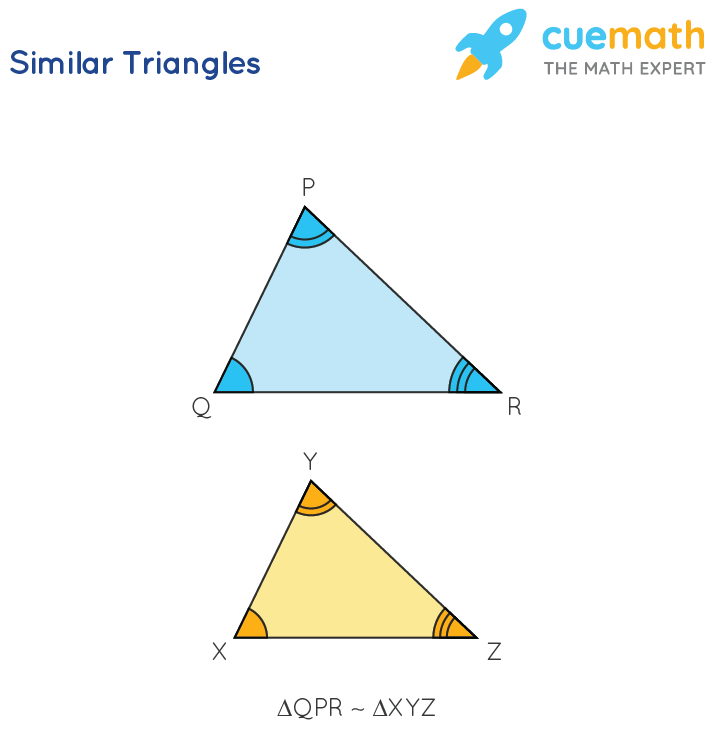 Similar Triangles
cuemath
THE MATH EXPERT
P
Q
R
Y
X
Z
ΔQPR ~ ΔXYZ